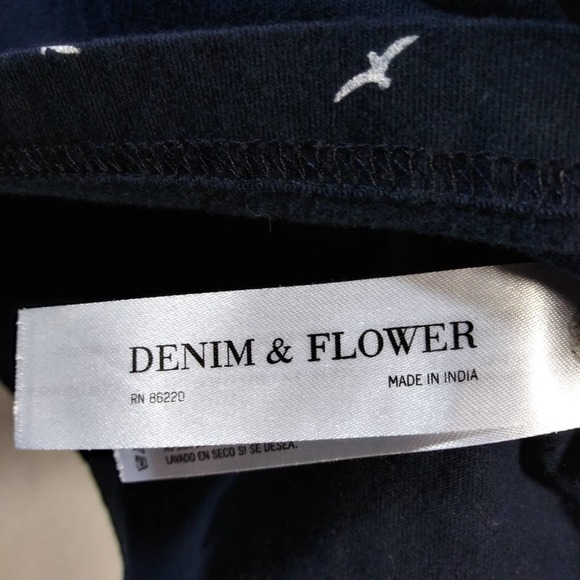 DENIM & FLOWER
RN 86220
MADE IN INDIA
LAVADO EN SECO SI SE DESEA.